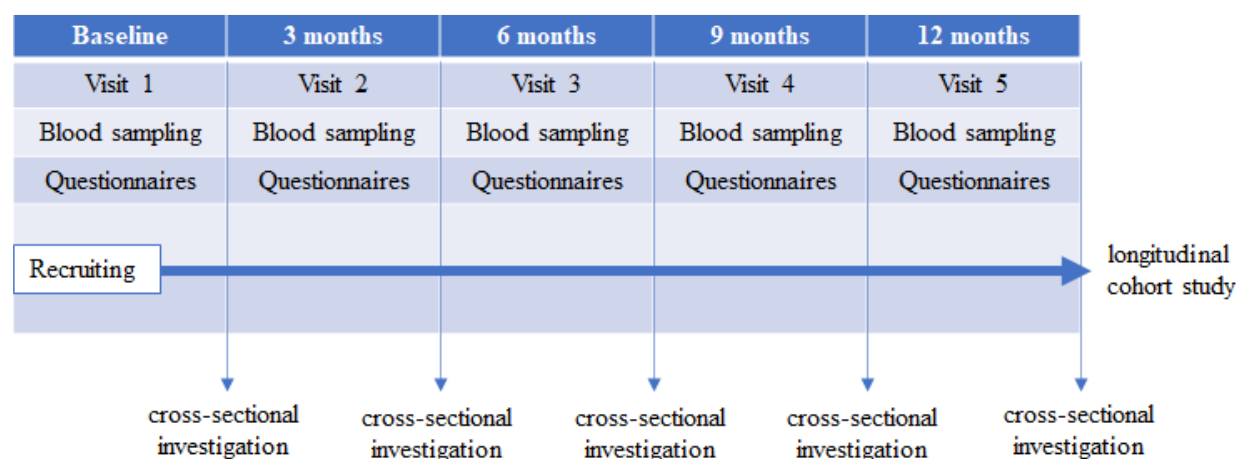 Baseline 3 months 6 months 9 months 12 months
Visit 1 Visit 2 Visit 3 Visit 4 Visit 5
Blood sampling Blood sampling Blood sampling Blood sampling Blood sampling
Questionnaires Questionnaires Questionnaires Questionnaires Questionnaires
Recruiting
longitudinal
cohort study
cross-sectional
investigation
cross-sectional
investigation
cross-sectional
investigation
cross-sectional
investigation
cross-sectional
investigation